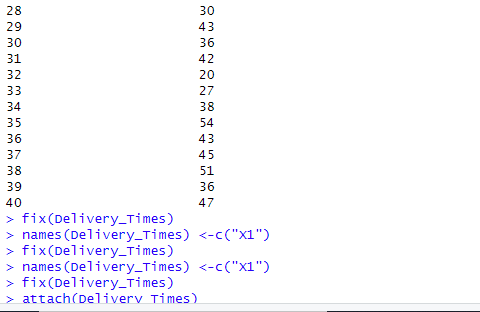 28 30
29 43
30 36
31 42
32 20
33 27
34 38
35 54
36 43
37 45
38 51
39 36
40 47
> fix(Delivery_Times)
> names(Delivery_Times) <-c("X1")
> fix(Delivery_Times)
> names(Delivery_Times) <-c("X1")
> fix(Delivery_Times)
> attach(Delivery_Times)